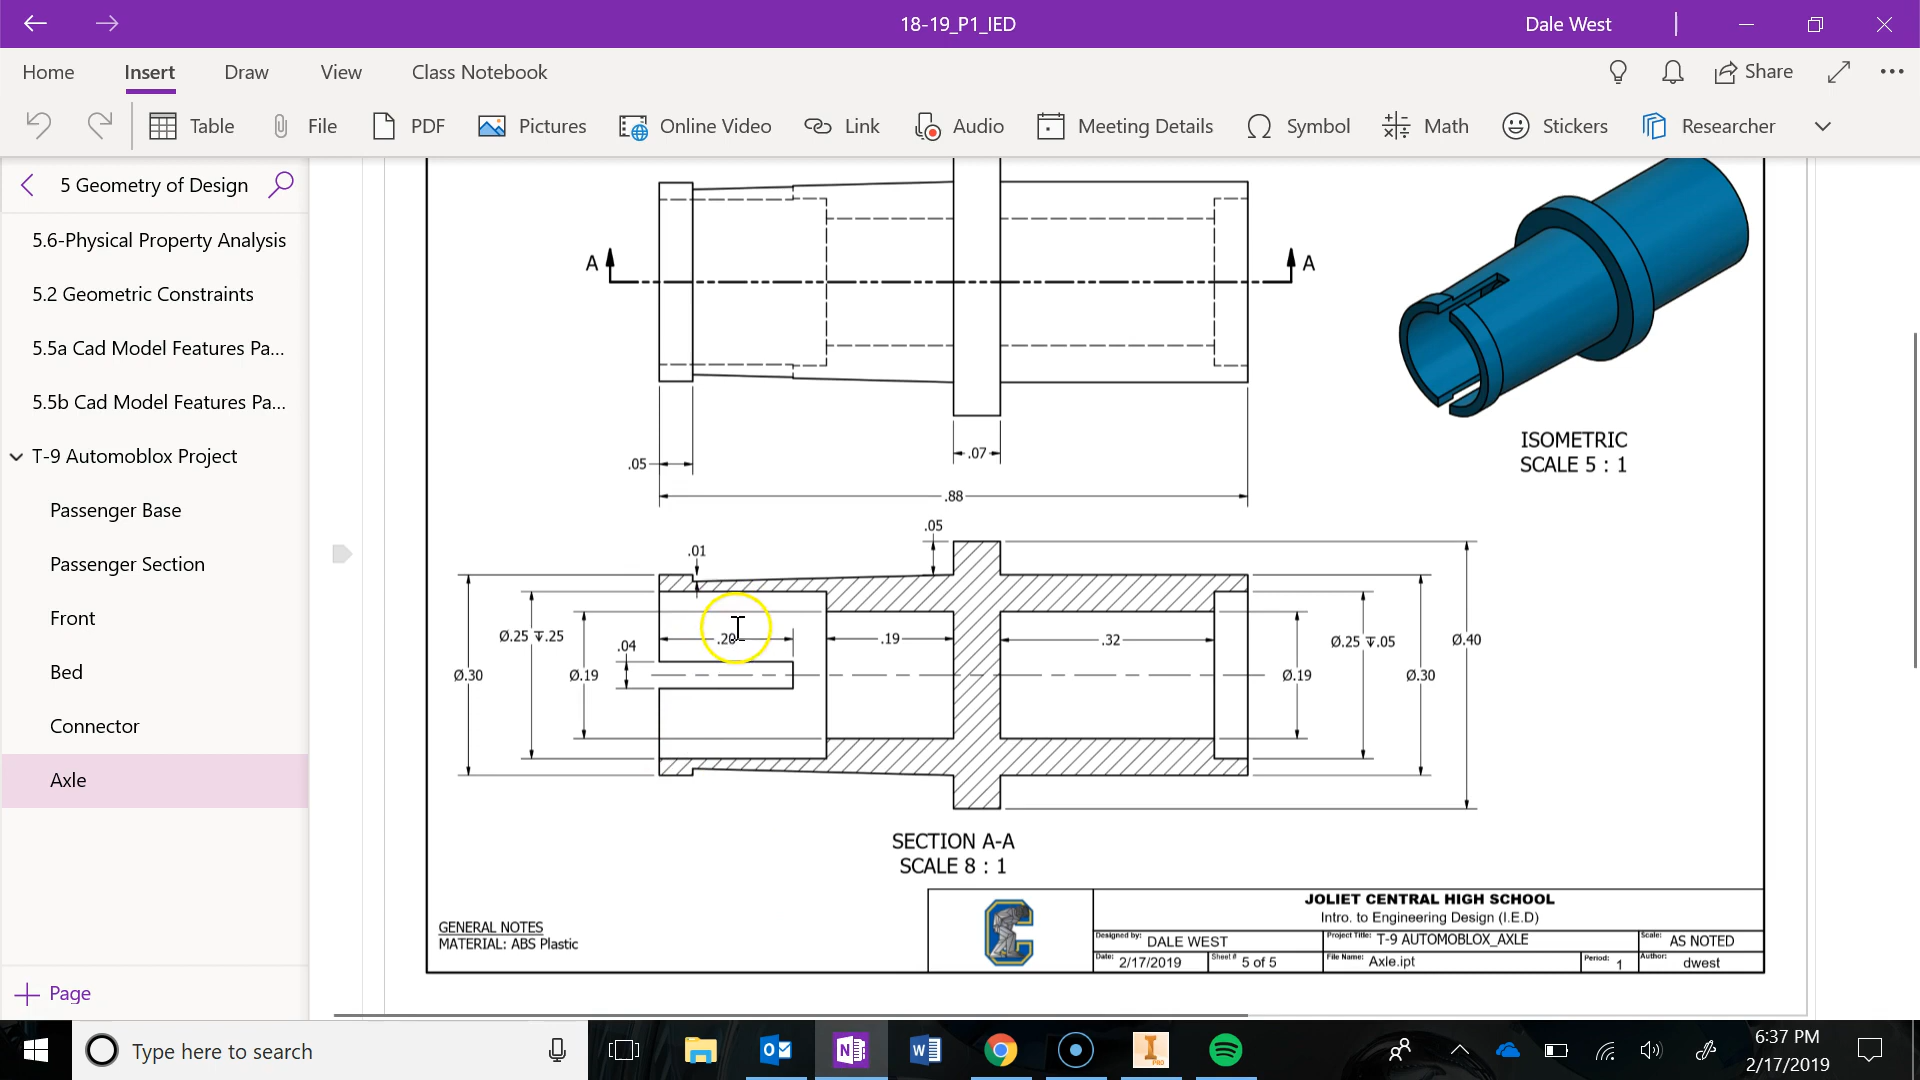 18-19_P1_IED
Dale West
Home Insert Draw View Class Notebook
Share
Table File PDF Pictures Online Video Link Audio Meeting Details Symbol Math Stickers Researcher
5 Geometry of Design
5.6-Physical Property Analysis
5.2 Geometric Constraints
5.5a Cad Model Features Pa...
5.5b Cad Model Features Pa...
T-9 Automoblox Project
Passenger Base
Passenger Section
Front
Bed
Connector
Axle
Page
A A
.05
.07
.88
ISOMETRIC
SCALE 5 : 1
.05
.01
Ø.25 ↧.25
.04
.20
.19
.32
Ø.25 ↧.05
Ø.40
Ø.30
Ø.19
Ø.19
Ø.30
SECTION A-A
SCALE 8 : 1
GENERAL NOTES
MATERIAL: ABS Plastic
JOLIET CENTRAL HIGH SCHOOL
Intro. to Engineering Design (I.E.D)
Designed by: DALE WEST
Project Title: T-9 AUTOMOBLOX_AXLE
Scale: AS NOTED
Date: 2/17/2019
Sheet # 5 of 5
File Name: Axle.ipt
Period: 1
Author: dwest
Type here to search
6:37 PM
2/17/2019